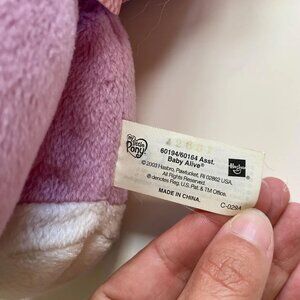 my little Pony
60194/60164 Asst.
Baby Alive®
© 2003 Hasbro, Pawtucket, RI 02862 USA.
All Rights Reserved.
® denotes Reg. U.S. Pat. & TM Office.
MADE IN CHINA
C-029A
Hasbro